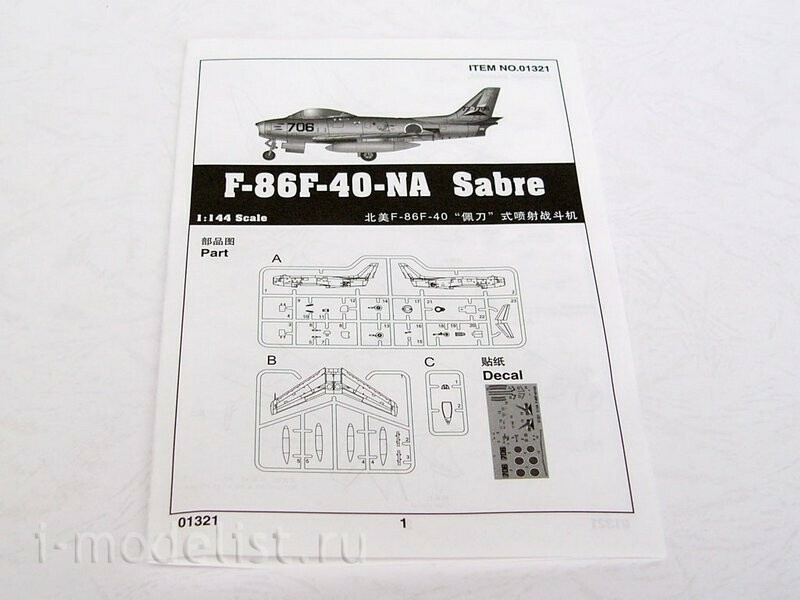 ITEM NO.01321
706
F-86F-40-NA Sabre
1:144 Scale
北美F-86F-40 “佩刀” 式喷射战斗机
部品图
Part
A
B
C
贴纸
Decal
01321
1
i-modelist.ru